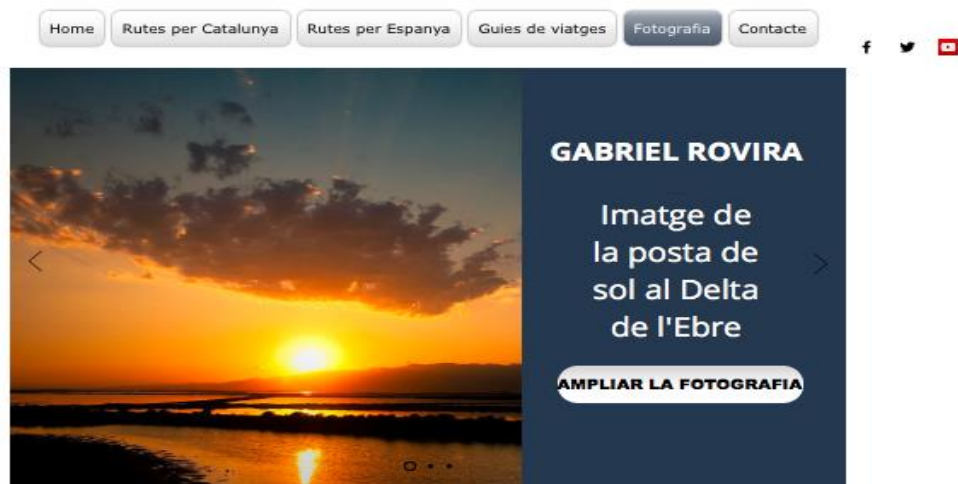 Home Rutes per Catalunya Rutes per Espanya Guies de viatges Fotografia Contacte
GABRIEL ROVIRA
Imatge de
la posta de
sol al Delta
de l'Ebre
AMPLIAR LA FOTOGRAFIA